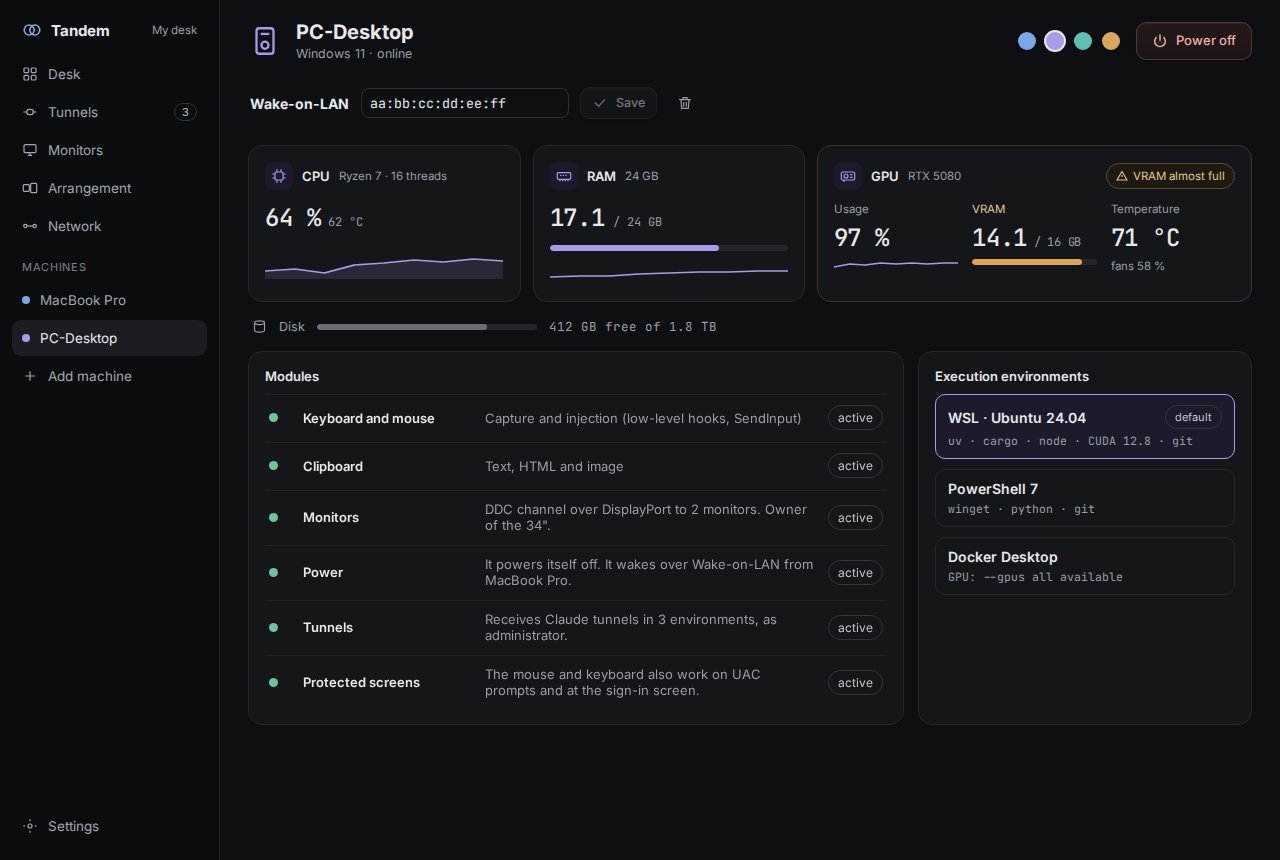 Tandem My desk
Desk
Tunnels 3
Monitors
Arrangement
Network
MACHINES
MacBook Pro
PC-Desktop
Add machine
Settings
PC-Desktop
Windows 11 · online
Power off
Wake-on-LAN aa:bb:cc:dd:ee:ff Save
CPU Ryzen 7 · 16 threads
64 % 62 °C
RAM 24 GB
17.1 / 24 GB
GPU RTX 5080 VRAM almost full
Usage VRAM Temperature
97 % 14.1 / 16 GB 71 °C
fans 58 %
Disk 412 GB free of 1.8 TB
Modules
Keyboard and mouse Capture and injection (low-level hooks, SendInput) active
Clipboard Text, HTML and image active
Monitors DDC channel over DisplayPort to 2 monitors. Owner
of the 34". active
Power It powers itself off. It wakes over Wake-on-LAN from
MacBook Pro. active
Tunnels Receives Claude tunnels in 3 environments, as
administrator. active
Protected screens The mouse and keyboard also work on UAC
prompts and at the sign-in screen. active
Execution environments
WSL · Ubuntu 24.04 default
uv · cargo · node · CUDA 12.8 · git
PowerShell 7
winget · python · git
Docker Desktop
GPU: --gpus all available